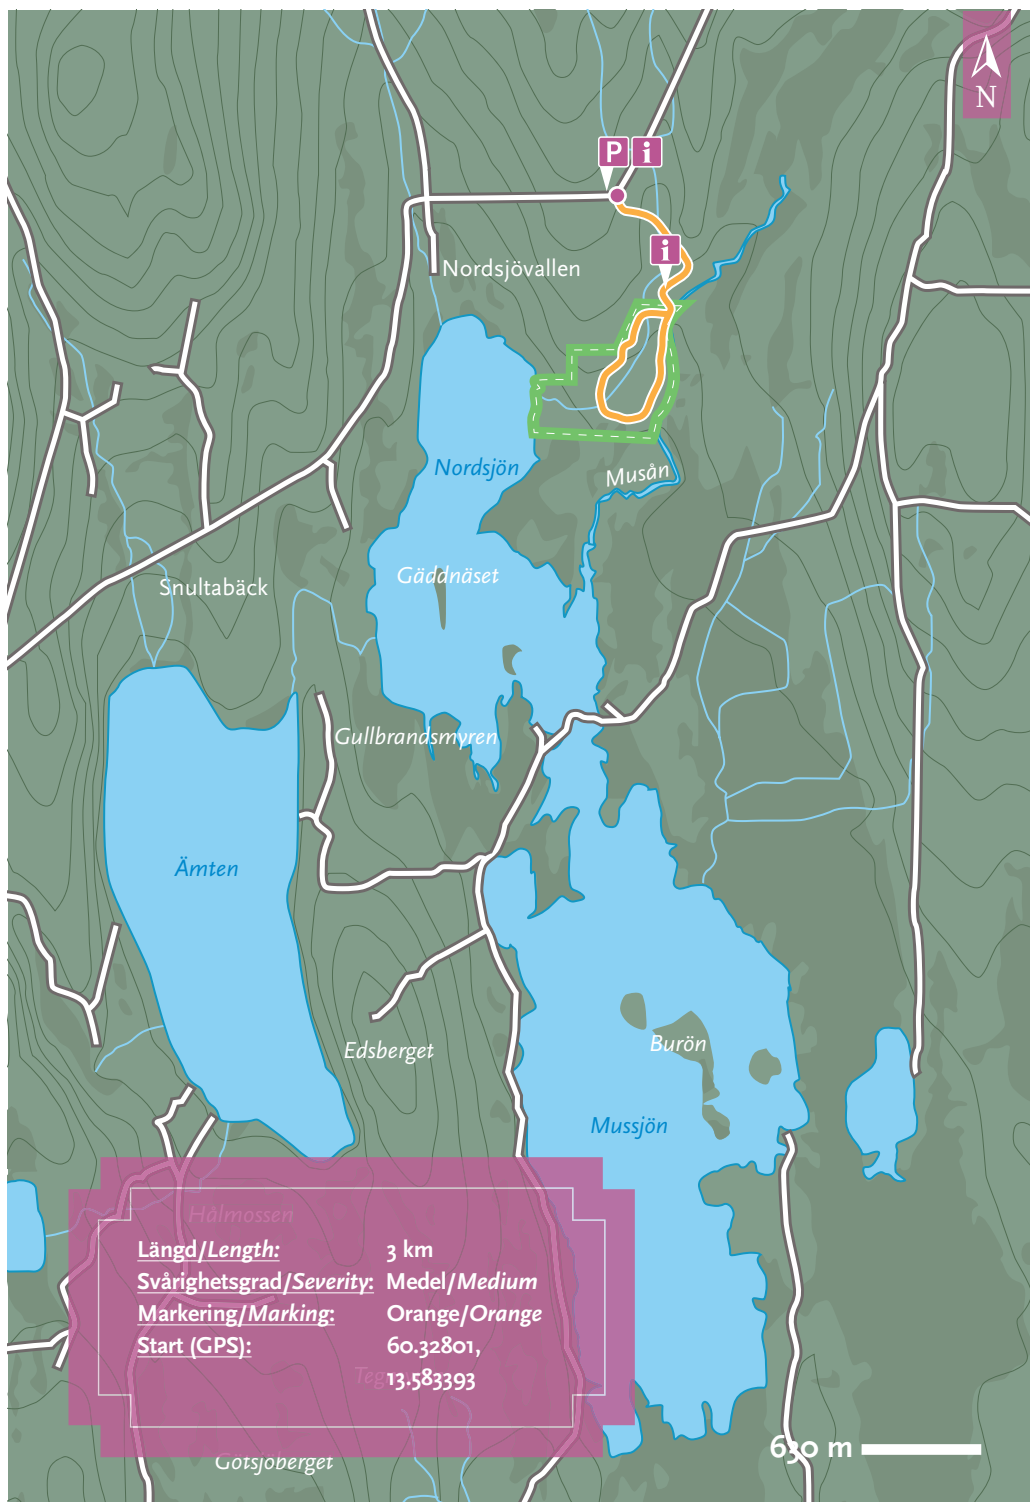 N
P i
i
Nordsjövallen
Nordsjön
Musån
Gäddnäset
Snultabäck
Gullbrandsmyren
Ämten
Burön
Edsberget
Mussjön
Hålmossen
Längd/Length: 3 km
Svårighetsgrad/Severity: Medel/Medium
Markering/Marking: Orange/Orange
Start (GPS): 60.32801,
13.583393
630 m
Götsjöberget